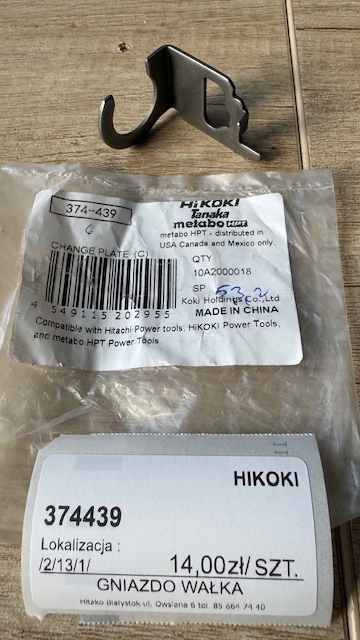 374-439
HiKOKI
Tanaka
metabo HPT
metabo HPT - distributed in
USA Canada and Mexico only
CHANGE PLATE (C)
QTY
10A2000018
SP
Koki Holdings Co., Ltd
MADE IN CHINA
4 549115 202955
Compatible with Hitachi Power tools, HiKOKI Power Tools,
and metabo HPT Power Tools
HIKOKI
374439
Lokalizacja :
/2/13/1/
14,00zł/SZT.
GNIAZDO WAŁKA
Hitako Białystok ul. Owsiana 6 tel. 85 664 74 40